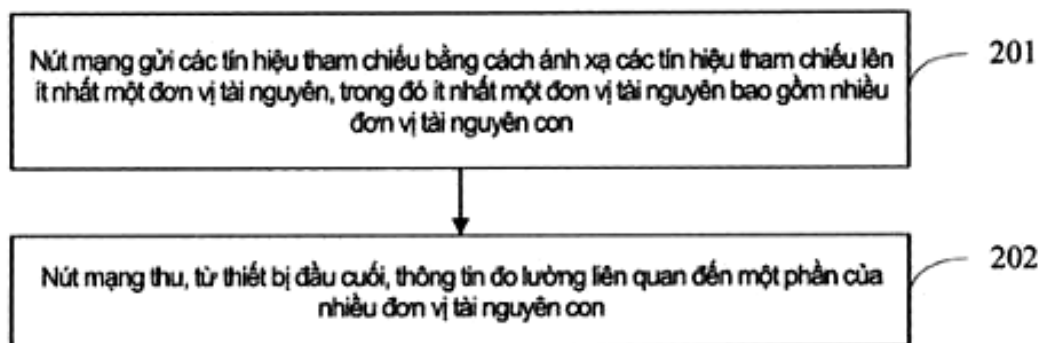 Nút mạng gửi các tín hiệu tham chiếu bằng cách ánh xạ các tín hiệu tham chiếu lên
ít nhất một đơn vị tài nguyên, trong đó ít nhất một đơn vị tài nguyên bao gồm nhiều
đơn vị tài nguyên con
201
Nút mạng thu, từ thiết bị đầu cuối, thông tin đo lường liên quan đến một phần của
nhiều đơn vị tài nguyên con
202